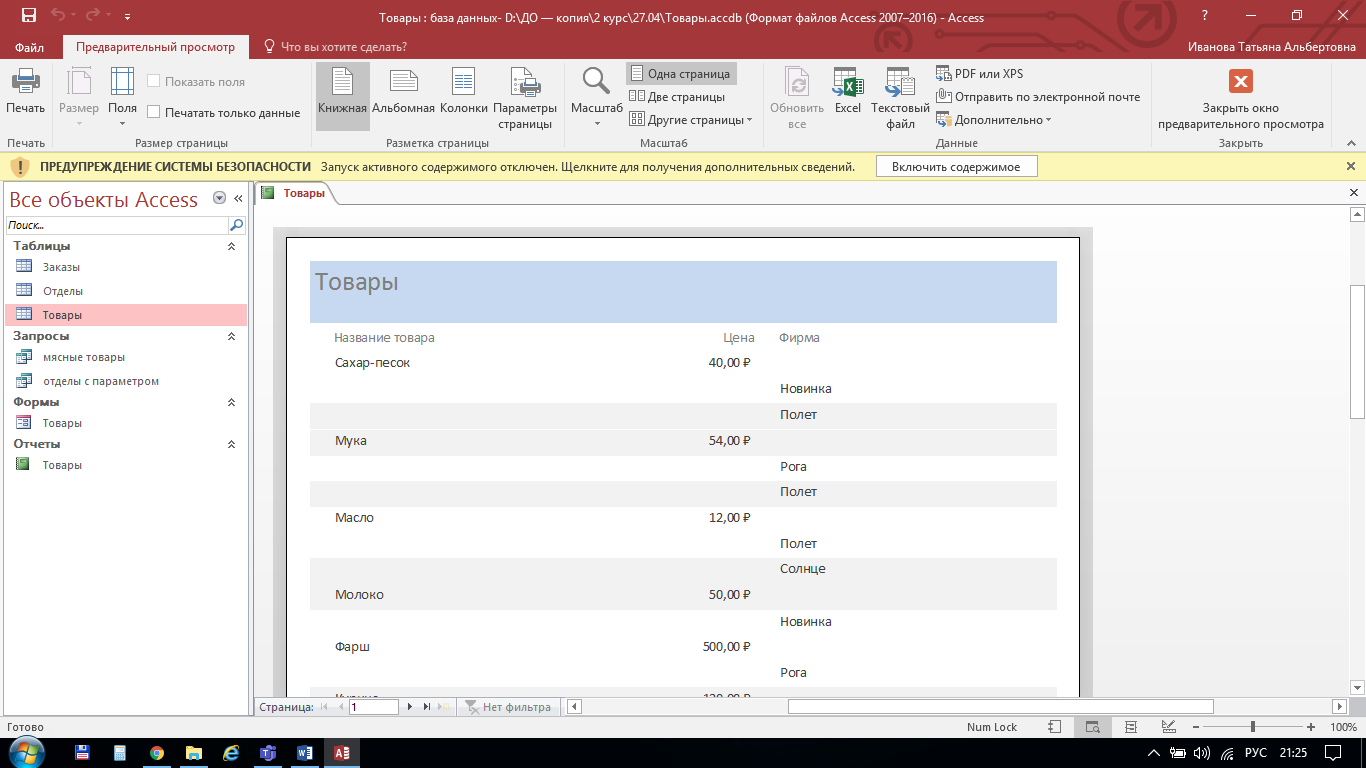 Товары : база данных- D:\ДО — копия\2 курс\27.04\Товары.accdb (Формат файлов Access 2007–2016) - Access
?
Файл
Предварительный просмотр
Что вы хотите сделать?
Иванова Татьяна Альбертовна
Печать
Размер
Поля
Показать поля
Печатать только данные
Книжная
Альбомная
Колонки
Параметры
страницы
Масштаб
Одна страница
Две страницы
Другие страницы
Обновить
все
Excel
Текстовый
файл
PDF или XPS
Отправить по электронной почте
Дополнительно
Закрыть окно
предварительного просмотра
Печать
Размер страницы
Разметка страницы
Масштаб
Данные
Закрыть
ПРЕДУПРЕЖДЕНИЕ СИСТЕМЫ БЕЗОПАСНОСТИ Запуск активного содержимого отключен. Щелкните для получения дополнительных сведений.
Включить содержимое
Все объекты Access
Поиск...
Таблицы
Заказы
Отделы
Товары
Запросы
мясные товары
отделы с параметром
Формы
Товары
Отчеты
Товары
Товары
Товары
Название товара Цена Фирма
Сахар-песок 40,00 ₽
Новинка
Полет
Мука 54,00 ₽
Рога
Полет
Масло 12,00 ₽
Полет
Солнце
Молоко 50,00 ₽
Новинка
Фарш 500,00 ₽
Рога
Страница: 1 Нет фильтра
Готово
Num Lock
100%
РУС 21:25